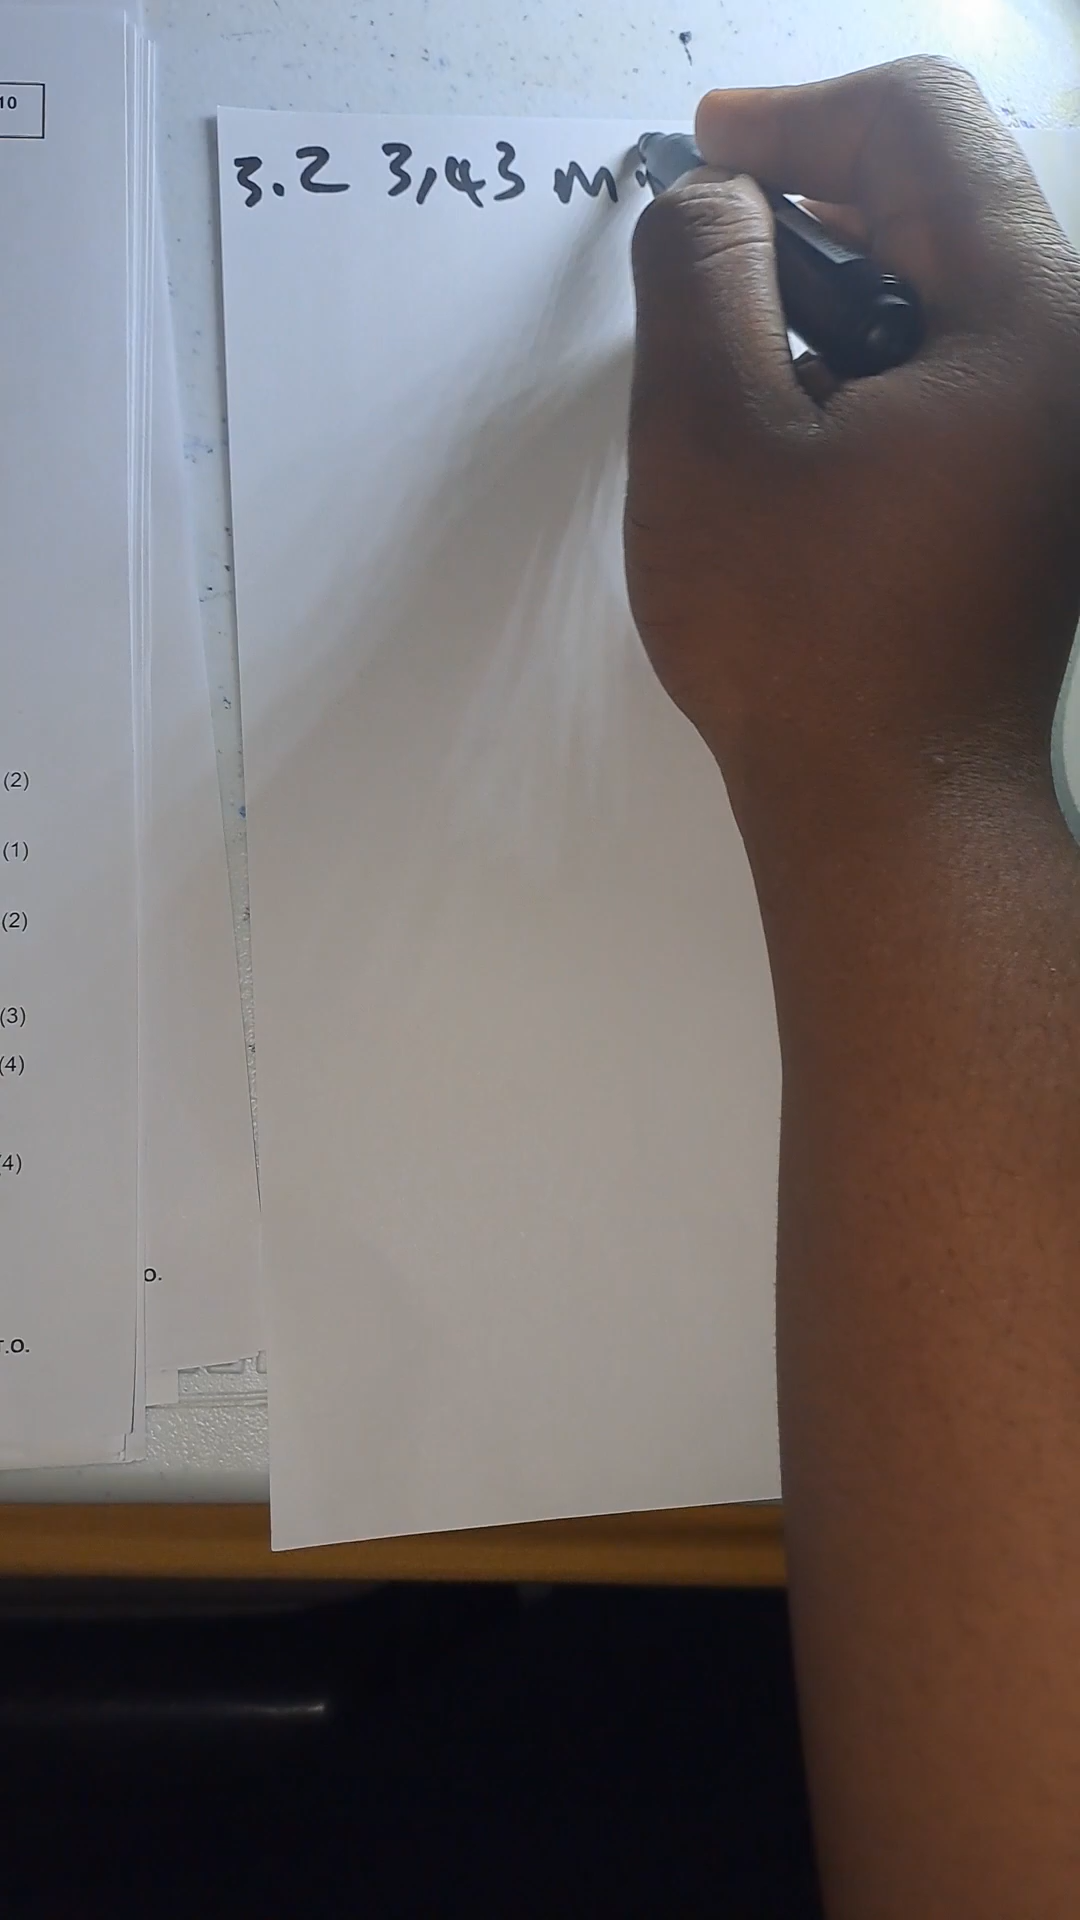 10
3.2 3,43 m.
(2)
(1)
(2)
(3)
(4)
(4)
O.
T.O.